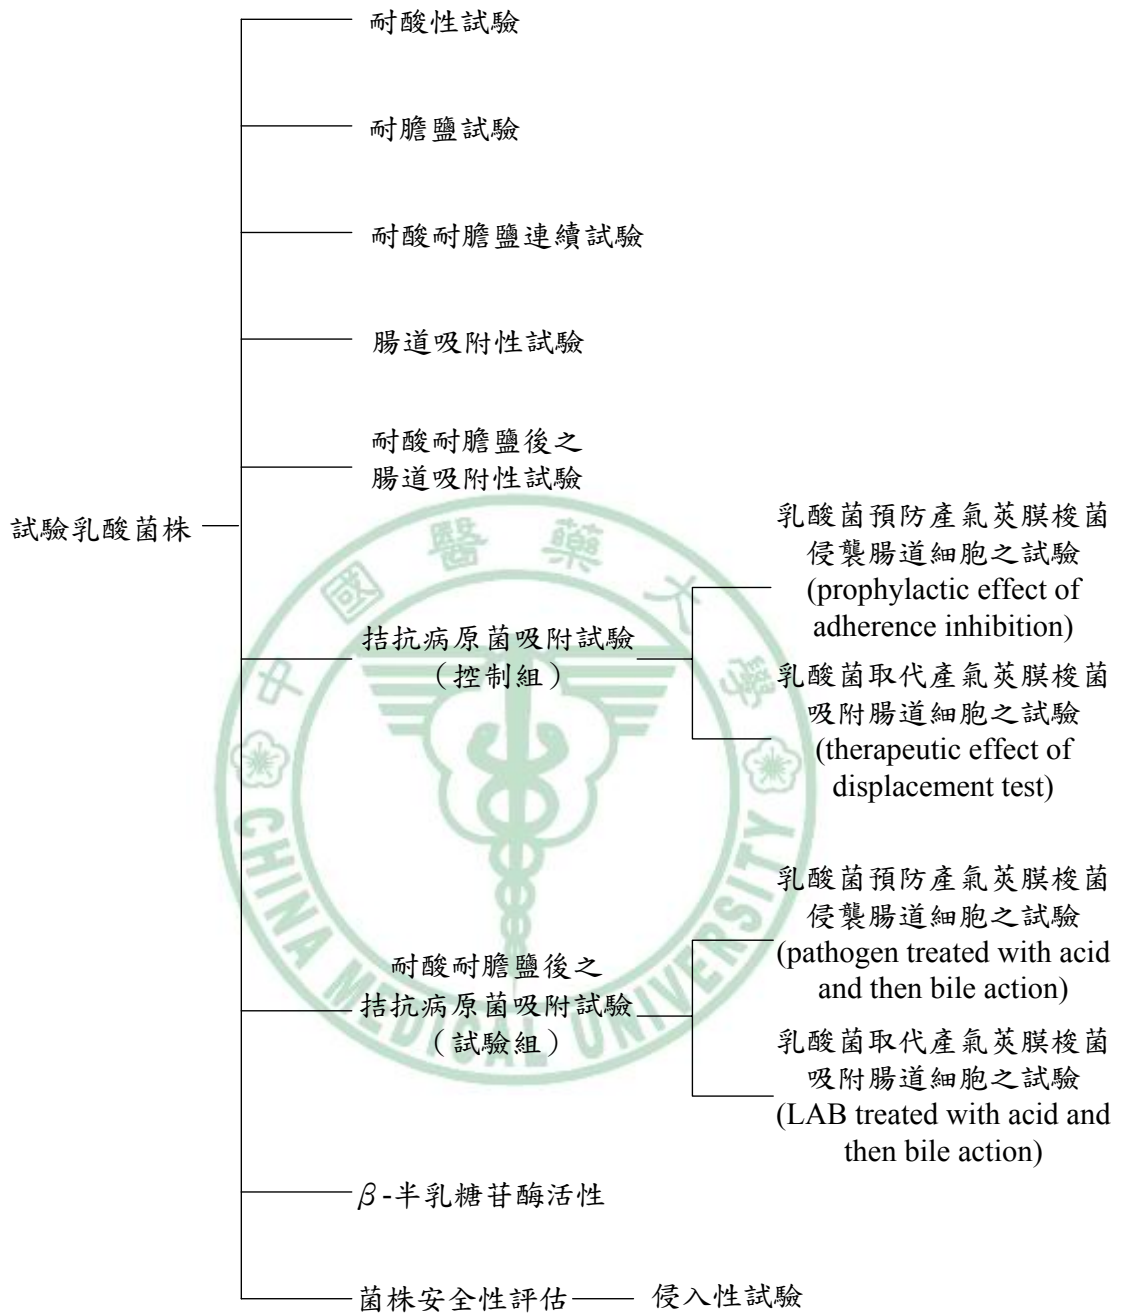 耐酸性試驗
耐膽鹽試驗
耐酸耐膽鹽連續試驗
腸道吸附性試驗
耐酸耐膽鹽後之
腸道吸附性試驗
試驗乳酸菌株
拮抗病原菌吸附試驗
（控制組）
乳酸菌預防產氣莢膜梭菌
侵襲腸道細胞之試驗
(prophylactic effect of
adherence inhibition)
乳酸菌取代產氣莢膜梭菌
吸附腸道細胞之試驗
(therapeutic effect of
displacement test)
耐酸耐膽鹽後之
拮抗病原菌吸附試驗
（試驗組）
乳酸菌預防產氣莢膜梭菌
侵襲腸道細胞之試驗
(pathogen treated with acid
and then bile action)
乳酸菌取代產氣莢膜梭菌
吸附腸道細胞之試驗
(LAB treated with acid and
then bile action)
β-半乳糖苷酶活性
菌株安全性評估
侵入性試驗
中國醫藥大學
CHINA MEDICAL UNIVERSITY